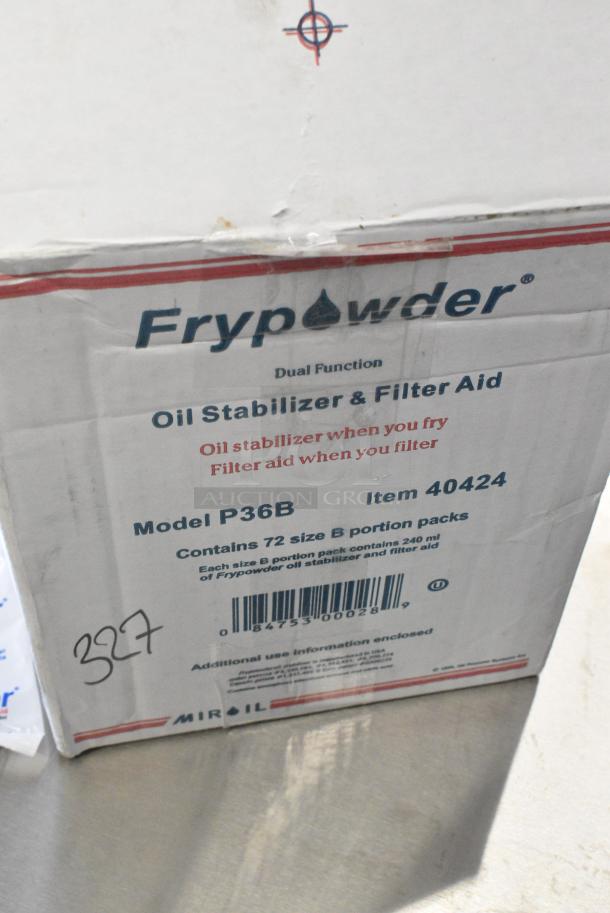 Frypowder®
Dual Function
Oil Stabilizer & Filter Aid
Oil stabilizer when you fry
Filter aid when you filter
AUCTION GROUP
Model P36B Item 40424
Contains 72 size B portion packs
Each size B portion pack contains 240 ml
of Frypowder oil stabilizer and filter aid
0 84753 00028 9
U
327
Additional use information enclosed
MIROIL